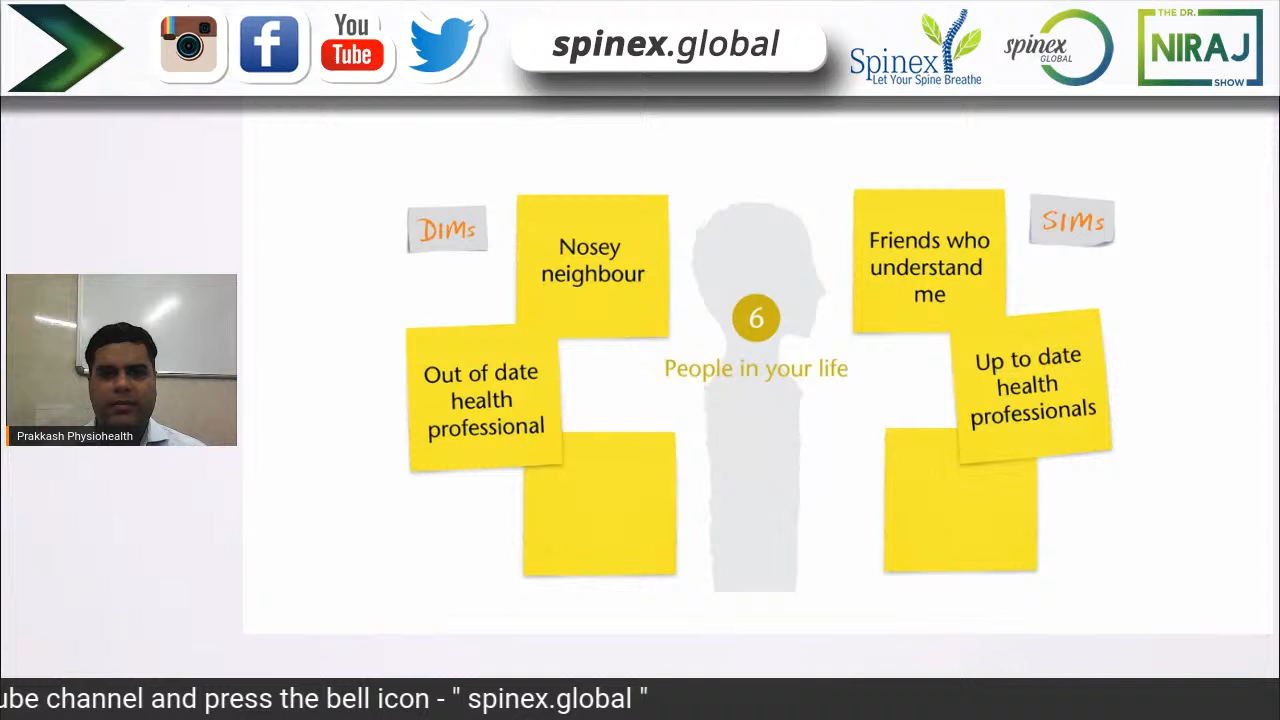 You
Tube
f
spinex.global
Spinex
Let Your Spine Breathe
spinex
GLOBAL
THE DR.
NIRAJ
SHOW
DIMs
Nosey
neighbour
Friends who
understand
me
SIMs
6
People in your life
Out of date
health
professional
Up to date
health
professionals
Prakkash Physiohealth
ube channel and press the bell icon - " spinex.global "